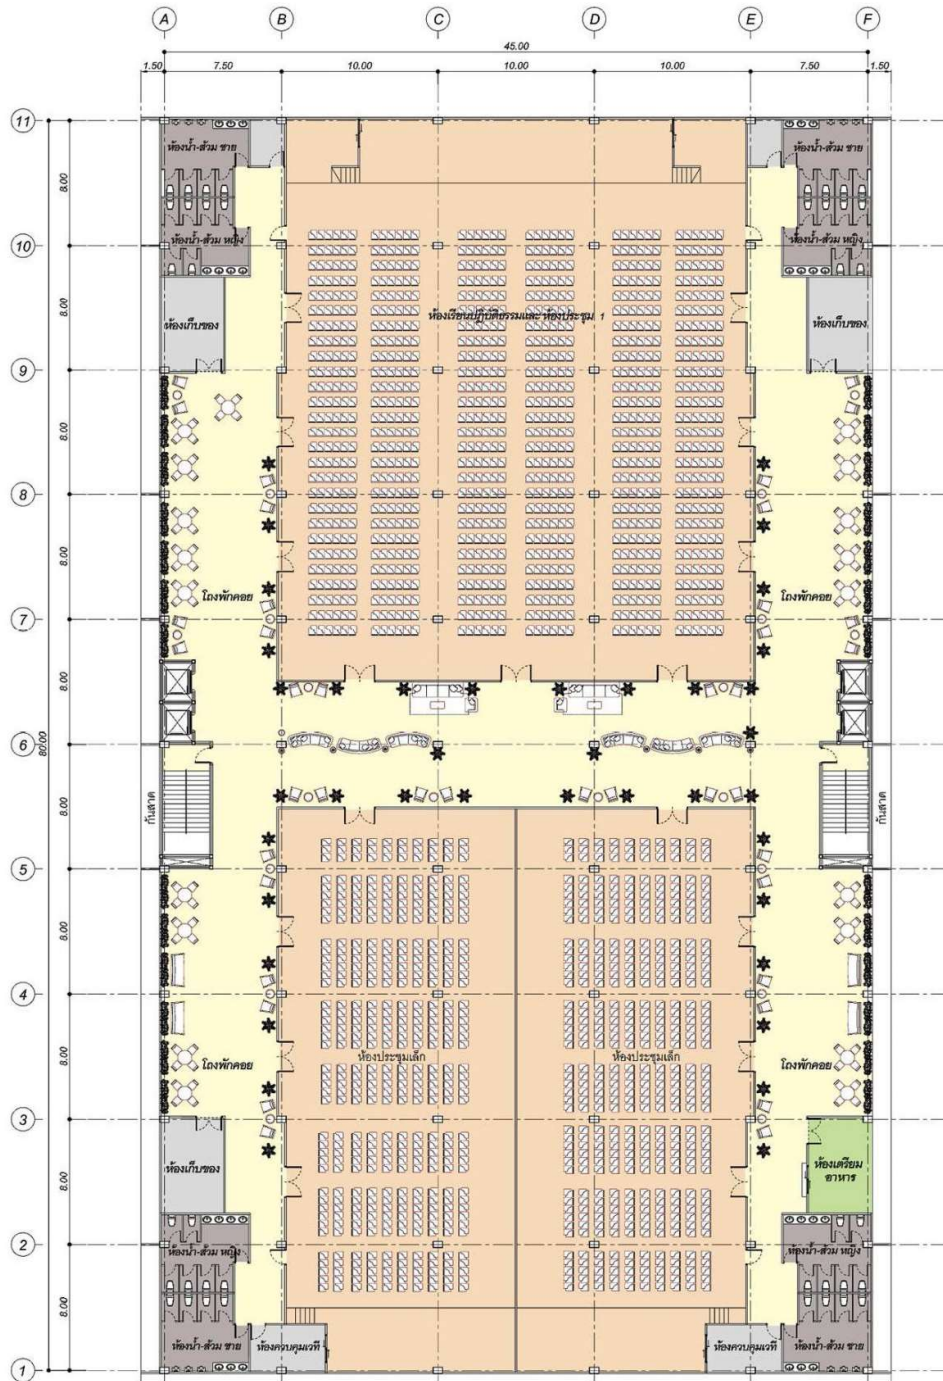 A B C D E F
45.00
1.50 7.50 10.00 10.00 10.00 7.50 1.50
11
ห้องน้ำ-ส้วม ชาย ห้องน้ำ-ส้วม ชาย
8.00
ห้องน้ำ-ส้วม หญิง ห้องน้ำ-ส้วม หญิง
10
8.00
ห้องเก็บของ ห้องเรียนปฏิบัติธรรมและ ห้องประชุม 1 ห้องเก็บของ
9
8.00
8
8.00
โถงพักคอย โถงพักคอย
7
8.00
6
80.00
8.00
กันสาด กันสาด
5
8.00
4
8.00
โถงพักคอย ห้องประชุมเล็ก ห้องประชุมเล็ก โถงพักคอย
3
8.00
ห้องเก็บของ ห้องเตรียม
อาหาร
2
ห้องน้ำ-ส้วม หญิง ห้องน้ำ-ส้วม หญิง
8.00
ห้องน้ำ-ส้วม ชาย ห้องควบคุมเวที ห้องควบคุมเวที ห้องน้ำ-ส้วม ชาย
1